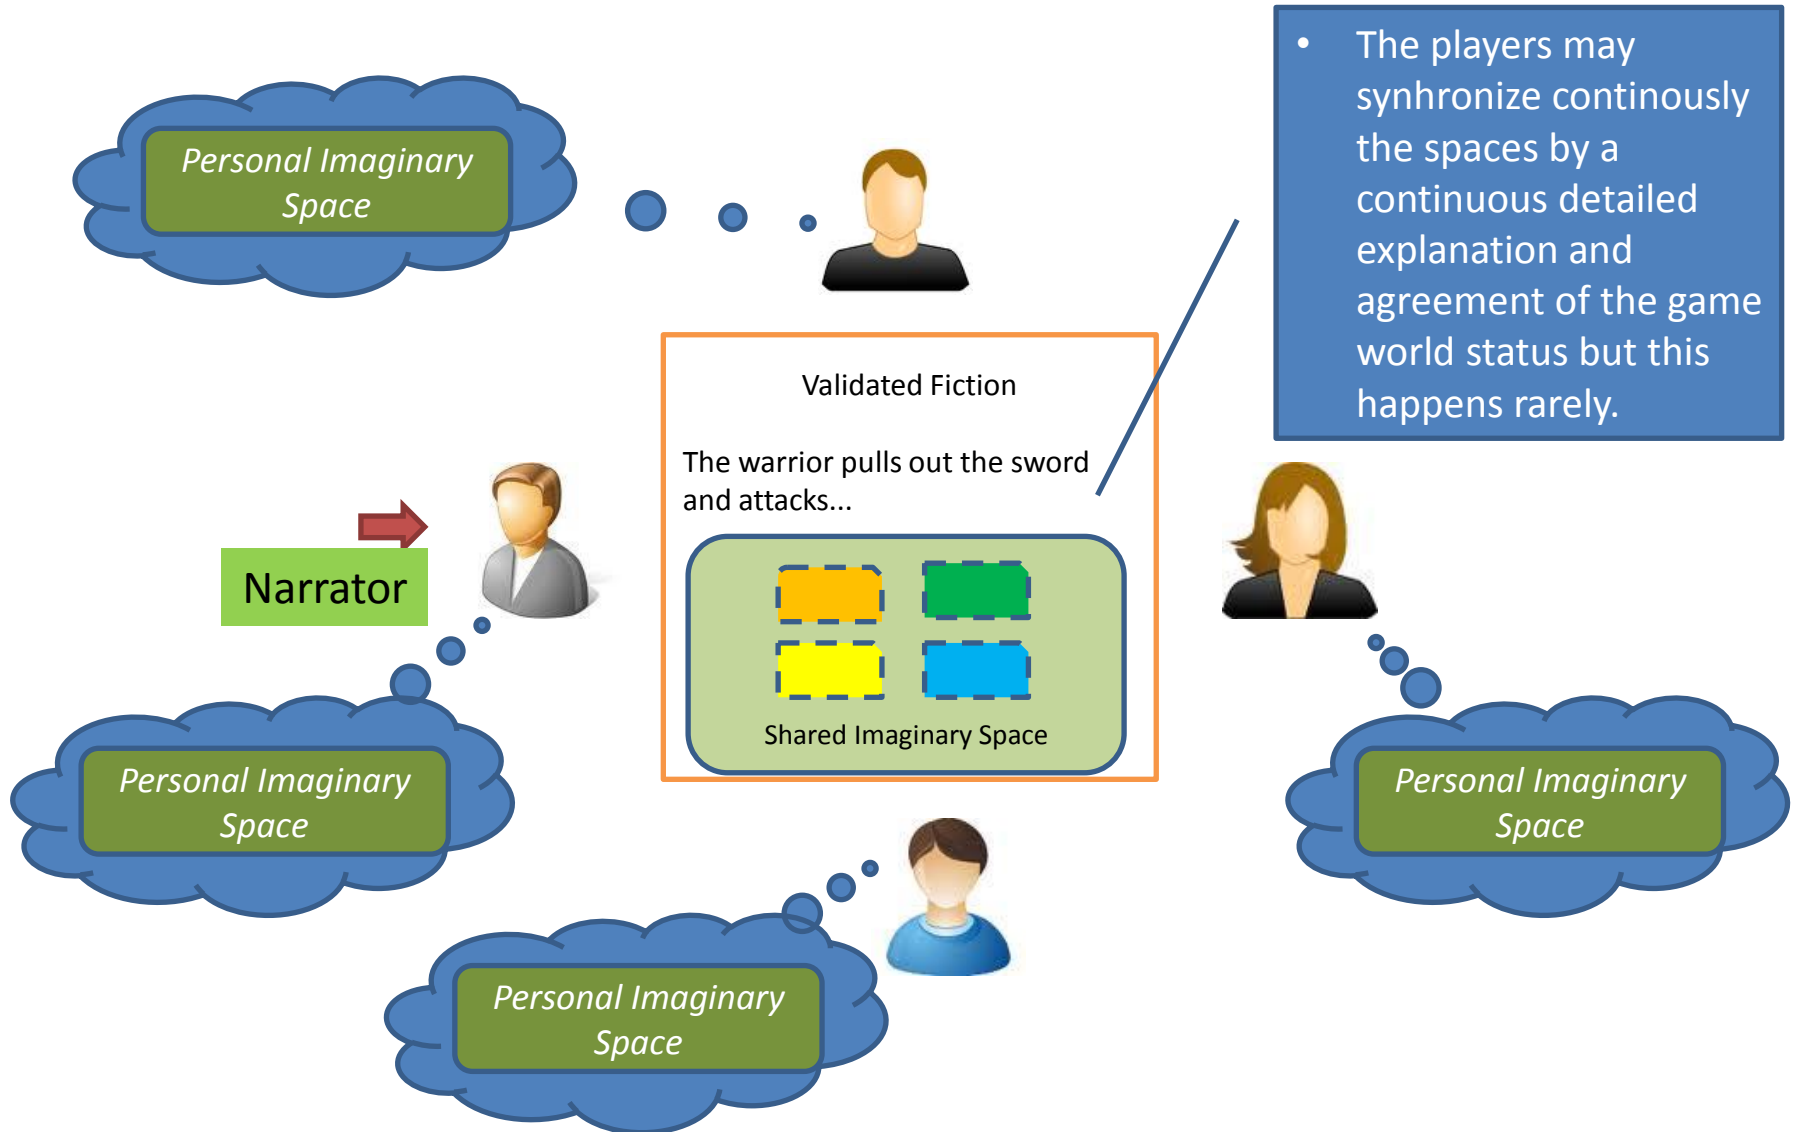 • The players may
synhronize continously
the spaces by a
continuous detailed
explanation and
agreement of the game
world status but this
happens rarely.
Personal Imaginary
Space
Validated Fiction
The warrior pulls out the sword
and attacks...
Narrator
Shared Imaginary Space
Personal Imaginary
Space
Personal Imaginary
Space
Personal Imaginary
Space